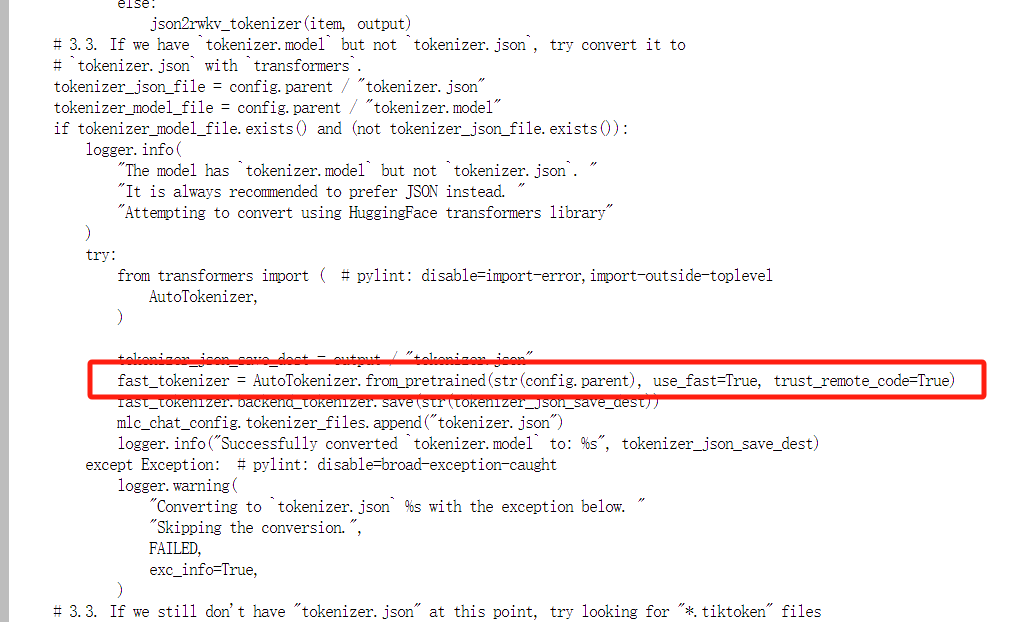 else:
json2rwkv_tokenizer(item, output)
# 3.3. If we have `tokenizer.model` but not `tokenizer.json`, try convert it to
# `tokenizer.json` with `transformers`.
tokenizer_json_file = config.parent / "tokenizer.json"
tokenizer_model_file = config.parent / "tokenizer.model"
if tokenizer_model_file.exists() and (not tokenizer_json_file.exists()):
logger.info(
"The model has `tokenizer.model` but not `tokenizer.json`. "
"It is always recommended to prefer JSON instead. "
"Attempting to convert using HuggingFace transformers library"
)
try:
from transformers import (  # pylint: disable=import-error,import-outside-toplevel
AutoTokenizer,
)
tokenizer_json_save_dest = output / "tokenizer.json"
fast_tokenizer = AutoTokenizer.from_pretrained(str(config.parent), use_fast=True, trust_remote_code=True)
fast_tokenizer.backend_tokenizer.save(str(tokenizer_json_save_dest))
mlc_chat_config.tokenizer_files.append("tokenizer.json")
logger.info("Successfully converted `tokenizer.model` to: %s", tokenizer_json_save_dest)
except Exception:  # pylint: disable=broad-exception-caught
logger.warning(
"Converting to `tokenizer.json` %s with the exception below. "
"Skipping the conversion.",
FAILED,
exc_info=True,
)
# 3.3. If we still don't have "tokenizer.json" at this point, try looking for "*.tiktoken" files